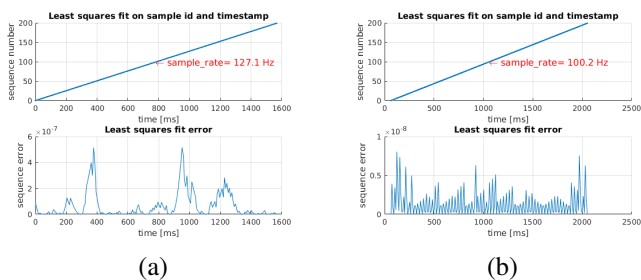 Least squares fit on sample id and timestamp
200
150
100
50
0
sequence number
← sample_rate= 127.1 Hz
0 200 400 600 800 1000 1200 1400 1600
time [ms]
×10⁻⁷
Least squares fit error
6
4
2
0
sequence error
0 200 400 600 800 1000 1200 1400 1600
time [ms]
(a)
Least squares fit on sample id and timestamp
200
150
100
50
0
sequence number
← sample_rate= 100.2 Hz
0 500 1000 1500 2000 2500
time [ms]
×10⁻⁸
Least squares fit error
1
0.5
0
sequence error
0 500 1000 1500 2000 2500
time [ms]
(b)